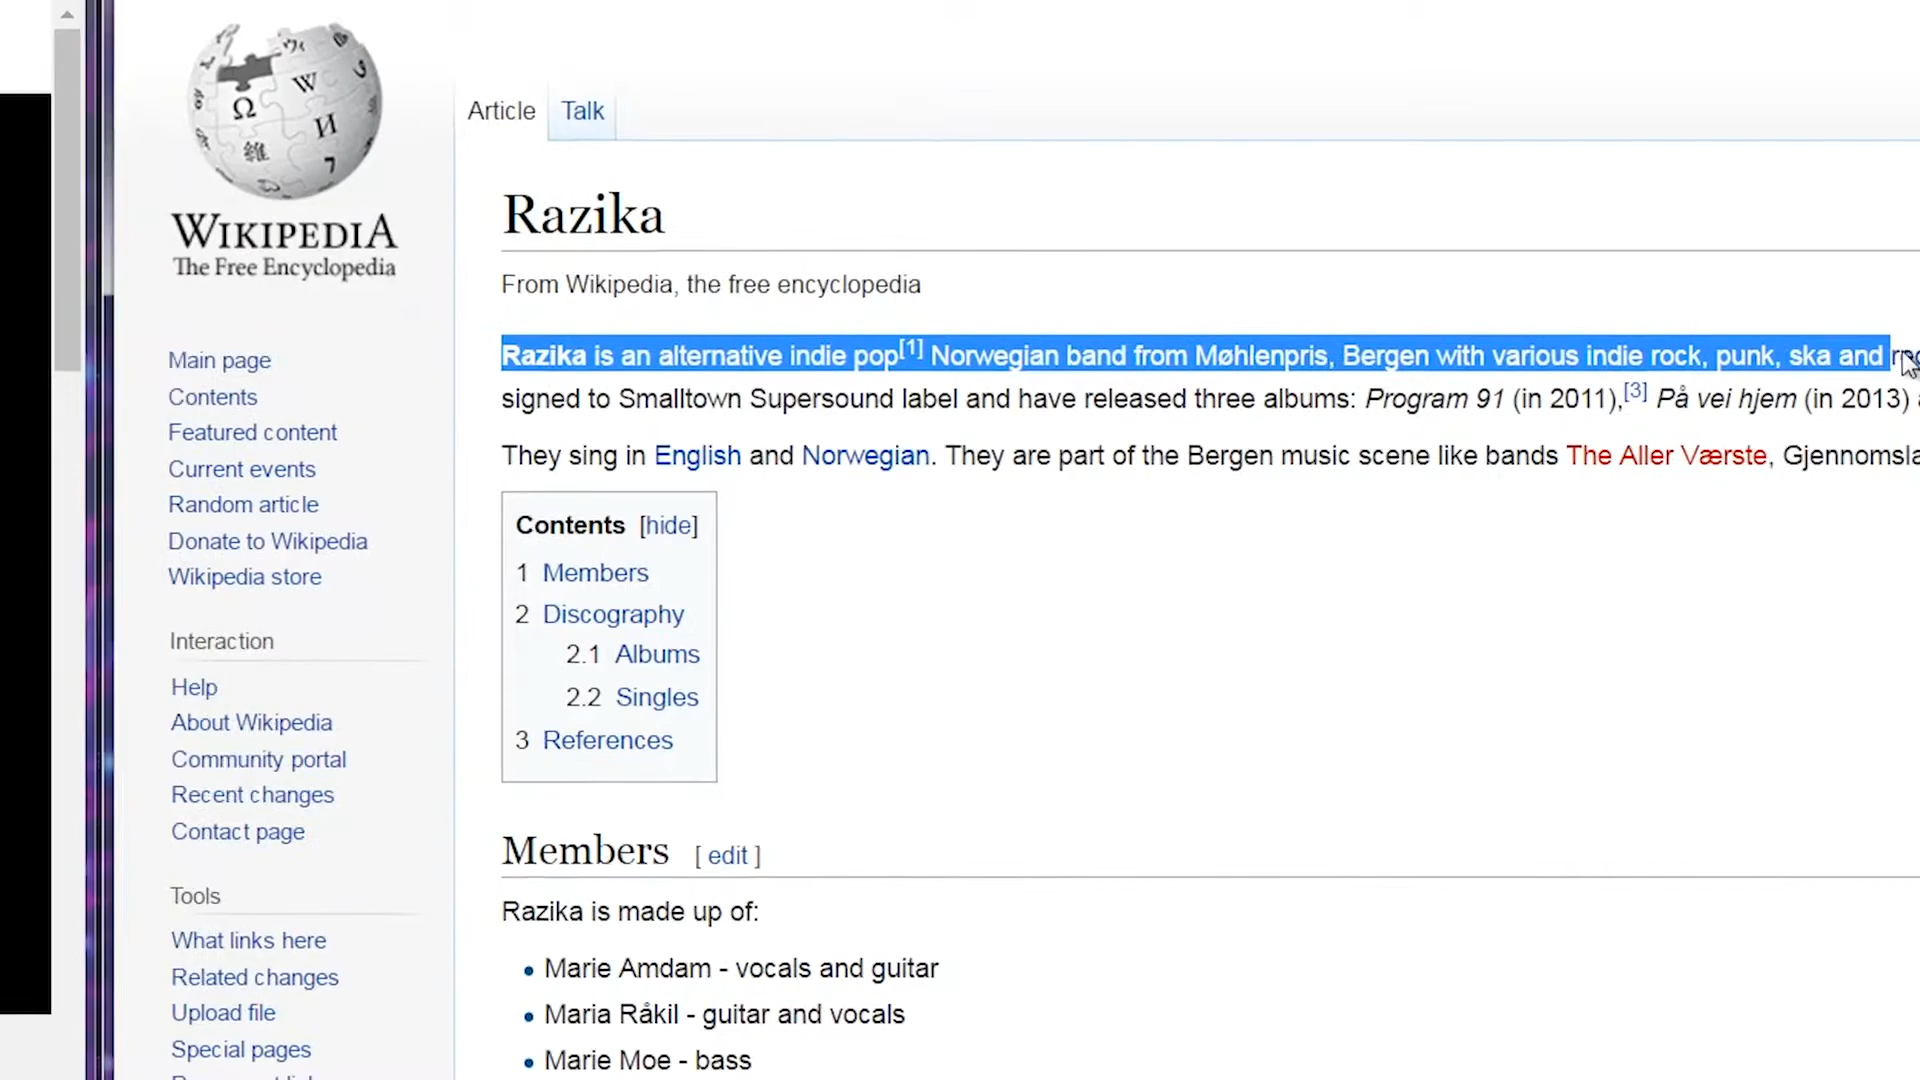 WIKIPEDIA
The Free Encyclopedia
Main page
Contents
Featured content
Current events
Random article
Donate to Wikipedia
Wikipedia store
Interaction
Help
About Wikipedia
Community portal
Recent changes
Contact page
Tools
What links here
Related changes
Upload file
Special pages
Article Talk
Razika
From Wikipedia, the free encyclopedia
Razika is an alternative indie pop[1] Norwegian band from Møhlenpris, Bergen with various indie rock, punk, ska and
signed to Smalltown Supersound label and have released three albums: Program 91 (in 2011),[3] På vei hjem (in 2013)
They sing in English and Norwegian. They are part of the Bergen music scene like bands The Aller Værste, Gjennomsla
Contents [hide]
1 Members
2 Discography
2.1 Albums
2.2 Singles
3 References
Members [ edit ]
Razika is made up of:
Marie Amdam - vocals and guitar
Maria Råkil - guitar and vocals
Marie Moe - bass